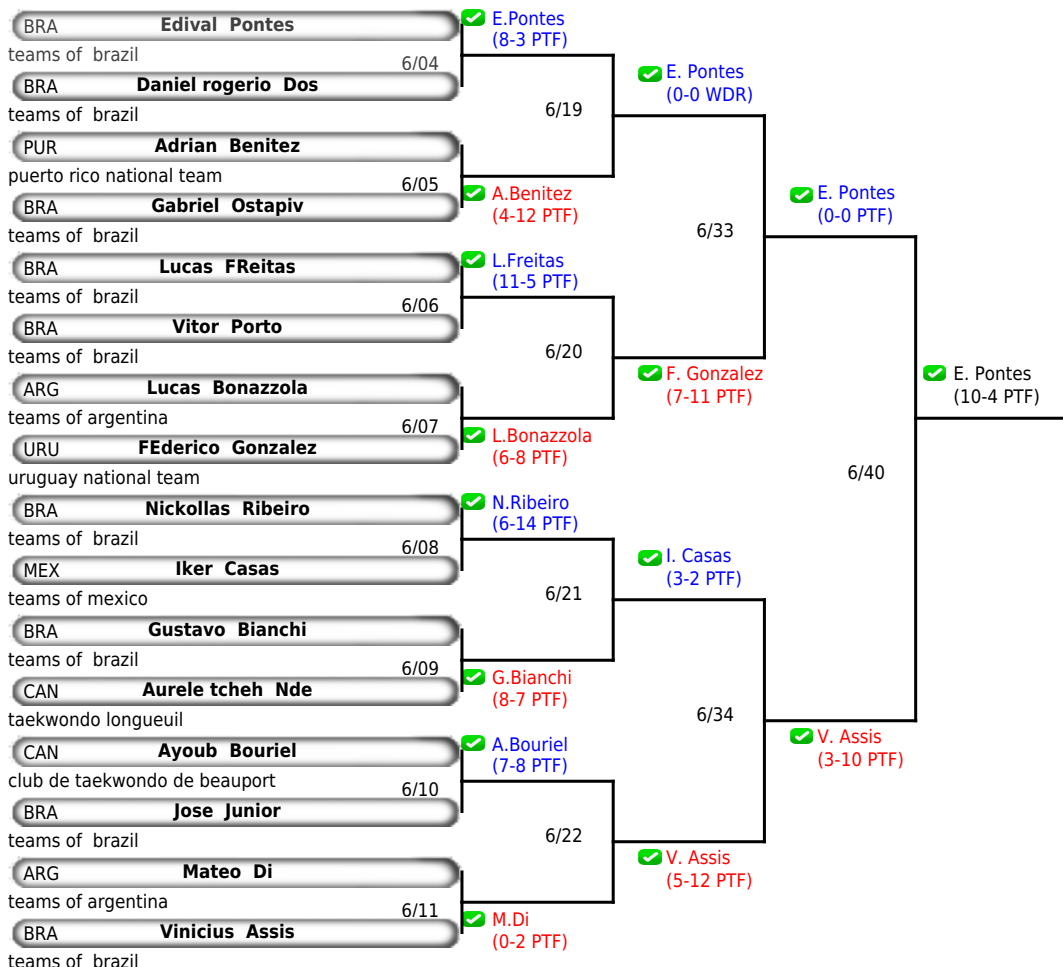 BRA Edival Pontes
teams of brazil
6/04
BRA Daniel rogerio Dos
teams of brazil
PUR Adrian Benitez
puerto rico national team
6/05
BRA Gabriel Ostapiv
teams of brazil
BRA Lucas FReitas
teams of brazil
6/06
BRA Vitor Porto
teams of brazil
ARG Lucas Bonazzola
teams of argentina
6/07
URU FEderico Gonzalez
uruguay national team
BRA Nickollas Ribeiro
teams of brazil
6/08
MEX Iker Casas
teams of mexico
BRA Gustavo Bianchi
teams of brazil
6/09
CAN Aurele tcheh Nde
taekwondo longueuil
CAN Ayoub Bouriel
club de taekwondo de beauport
6/10
BRA Jose Junior
teams of brazil
ARG Mateo Di
teams of argentina
6/11
BRA Vinicius Assis
teams of brazil
E.Pontes
(8-3 PTF)
6/19
A.Benitez
(4-12 PTF)
L.Freitas
(11-5 PTF)
6/20
L.Bonazzola
(6-8 PTF)
N.Ribeiro
(6-14 PTF)
6/21
G.Bianchi
(8-7 PTF)
A.Bouriel
(7-8 PTF)
6/22
M.Di
(0-2 PTF)
E. Pontes
(0-0 WDR)
6/33
F. Gonzalez
(7-11 PTF)
I. Casas
(3-2 PTF)
6/34
V. Assis
(5-12 PTF)
E. Pontes
(0-0 PTF)
6/40
V. Assis
(3-10 PTF)
E. Pontes
(10-4 PTF)